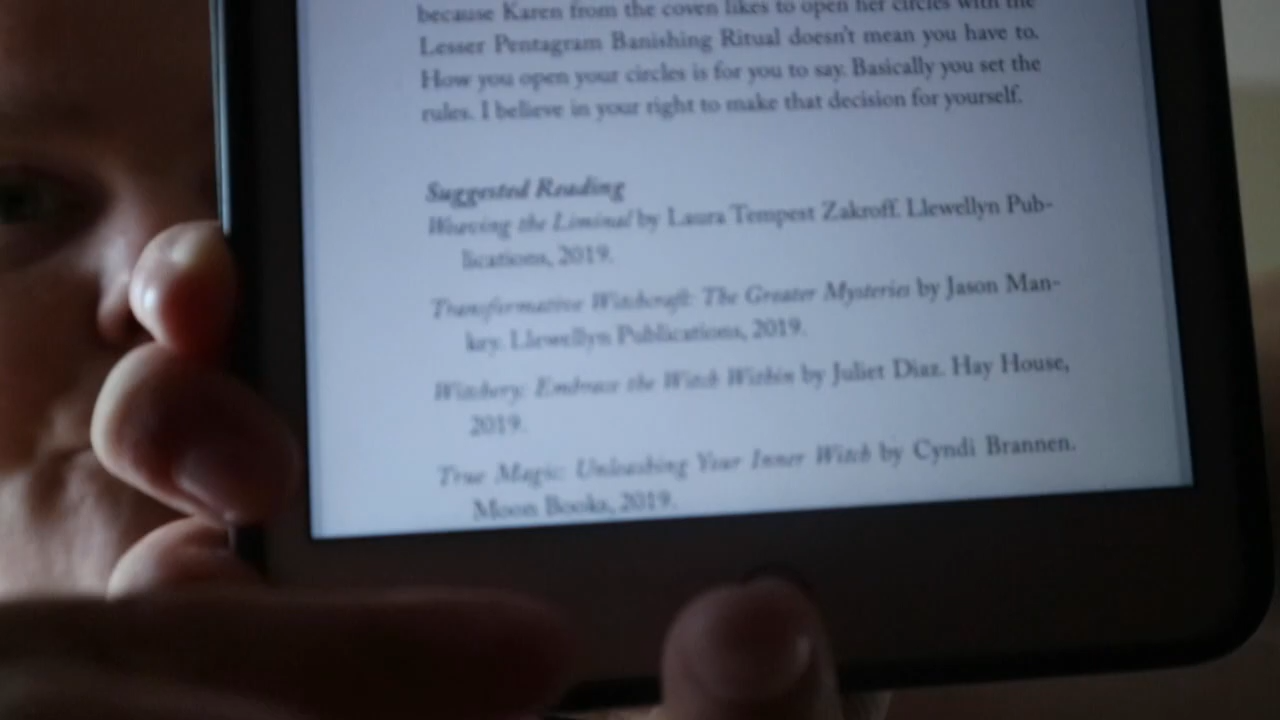 because Karen from the coven likes to open her circles with the
Lesser Pentagram Banishing Ritual doesn't mean you have to.
How you open your circles is for you to say. Basically you set the
rules. I believe in your right to make that decision for yourself.
Suggested Reading
Weaving the Liminal by Laura Tempest Zakroff. Llewellyn Pub-
lications, 2019.
Transformative Witchcraft: The Greater Mysteries by Jason Man-
key. Llewellyn Publications, 2019.
Witchery: Embrace the Witch Within by Juliet Diaz. Hay House,
2019.
True Magic: Unleashing Your Inner Witch by Cyndi Brannen.
Moon Books, 2019.